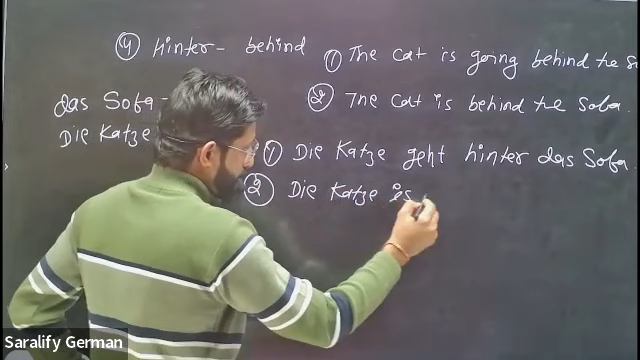 ④ Hinter - behind
① The cat is going behind the
② The cat is behind the Sofa.
das Sofa -
Die Katze
① Die Katze geht hinter das Sofa
② Die Katze is
Saralify German